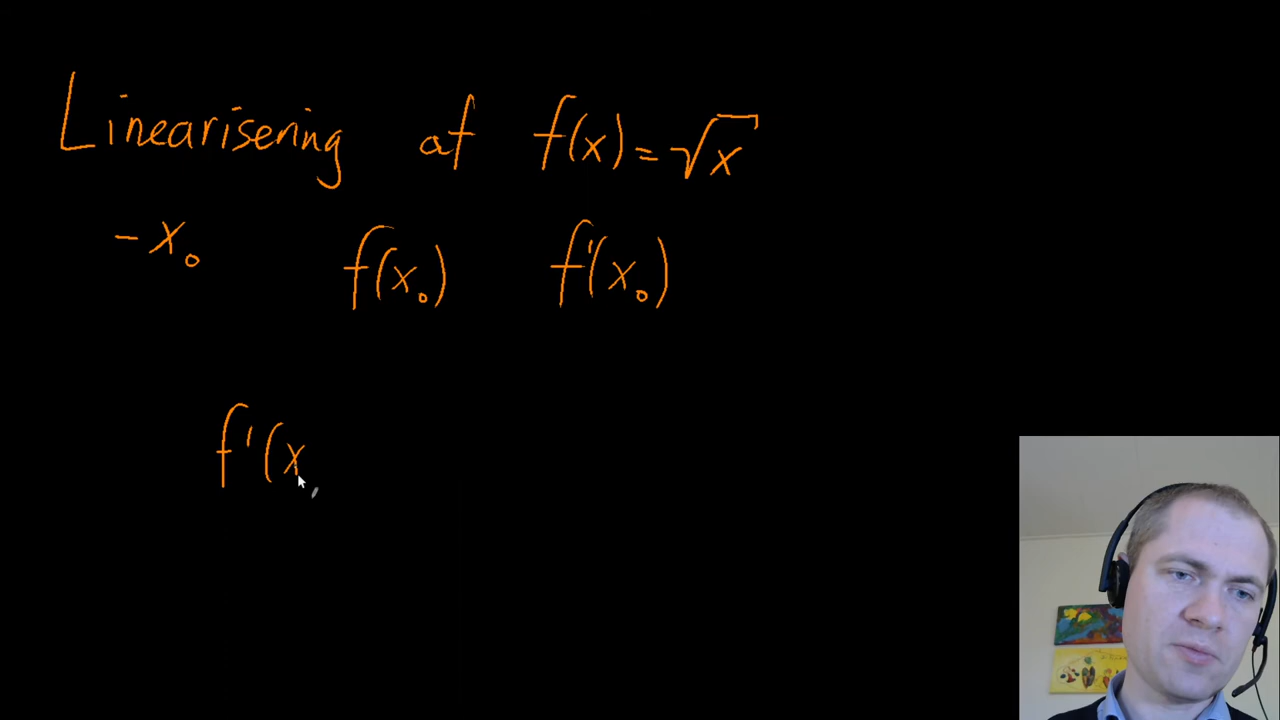 Linearisering af f(x) = √x
- x₀ f(x₀) f'(x₀)
f'(x